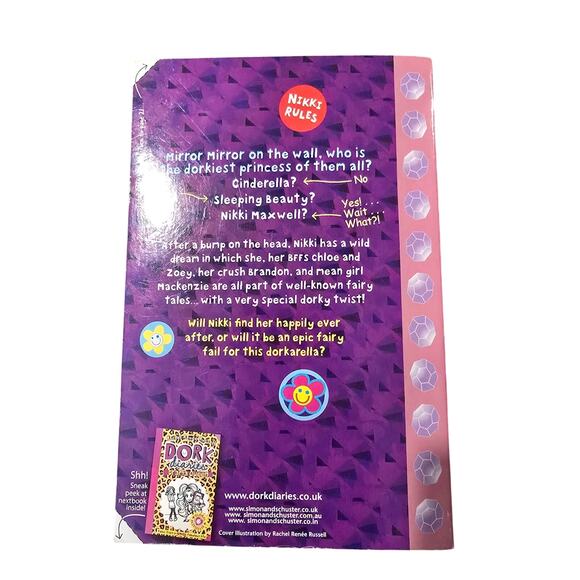 NIKKI
RULES
Mirror Mirror on the wall, who is
the dorkiest princess of them all?
Cinderella? No
Sleeping Beauty?
Nikki Maxwell? Yes! . . .
Wait . . .
What?!
After a bump on the head, Nikki has a wild
dream in which she, her BFFs Chloe and
Zoey, her crush Brandon, and mean girl
Mackenzie are all part of well-known fairy
tales... with a very special dorky twist!
Will Nikki find her happily ever
after, or will it be an epic fairy
fail for this dorkarella?
Shh!
Sneak
peek at
nextbook
inside!
DORK
diaries
www.dorkdiaries.co.uk
www.simonandschuster.co.uk
www.simonandschuster.com.au
www.simonandschuster.co.in
Cover illustration by Rachel Renée Russell